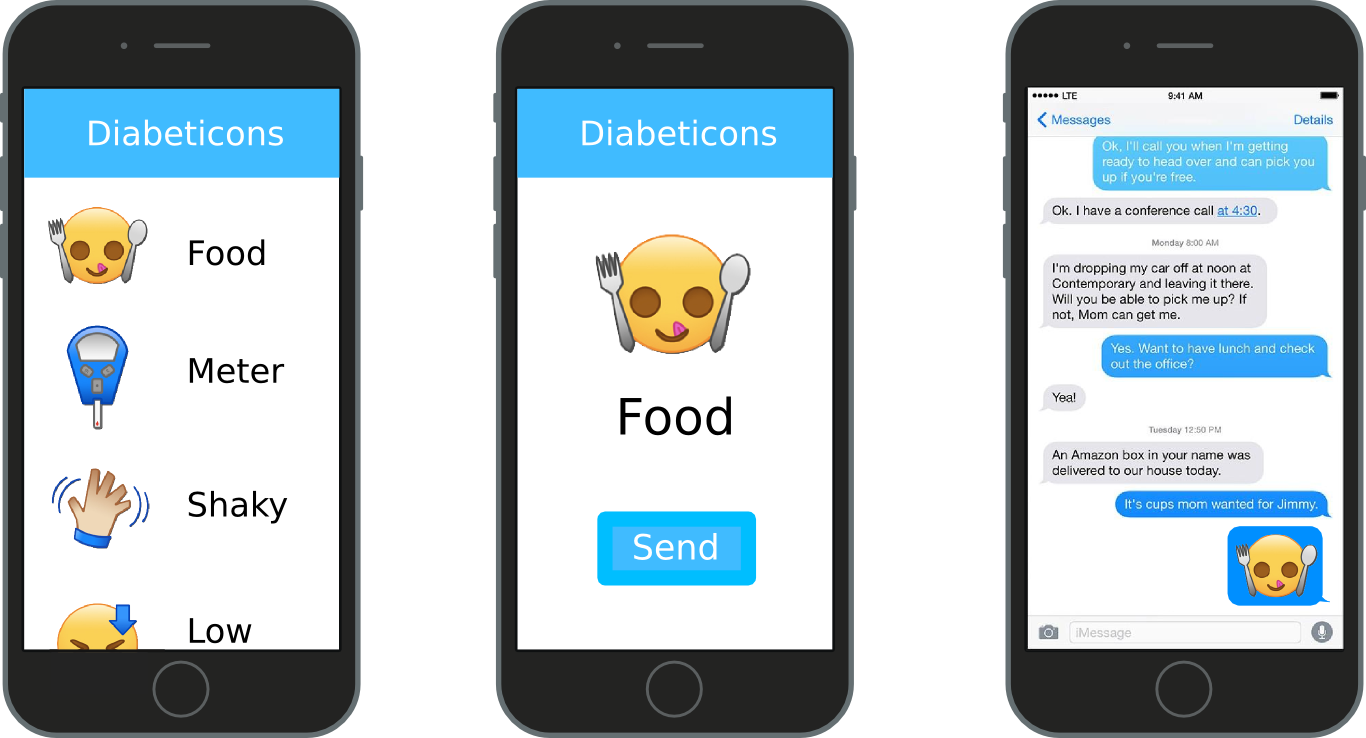 Diabeticons
Food
Meter
Shaky
Low
Diabeticons
Food
Send
●●●●● LTE 9:41 AM
Messages Details
Ok, I'll call you when I'm getting
ready to head over and can pick you
up if you're free.
Ok. I have a conference call at 4:30.
Monday 8:00 AM
I'm dropping my car off at noon at
Contemporary and leaving it there.
Will you be able to pick me up? If
not, Mom can get me.
Yes. Want to have lunch and check
out the office?
Yea!
Tuesday 12:50 PM
An Amazon box in your name was
delivered to our house today.
It's cups mom wanted for Jimmy.
iMessage